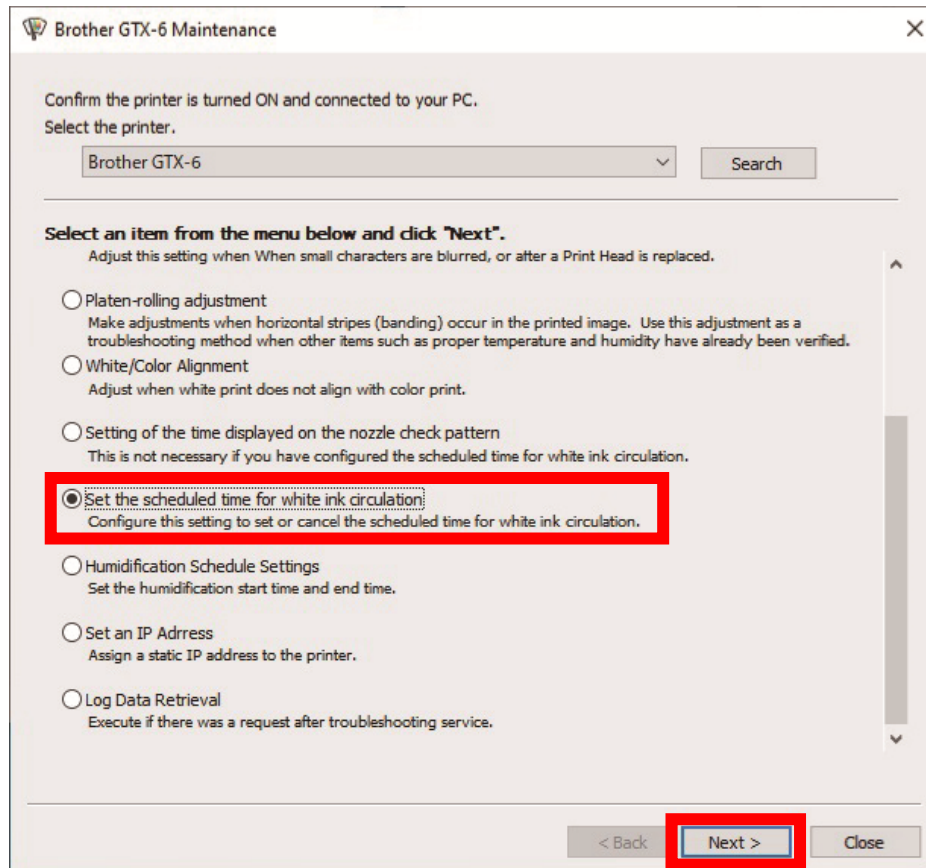 Brother GTX-6 Maintenance
Confirm the printer is turned ON and connected to your PC.
Select the printer.
Brother GTX-6
Search
Select an item from the menu below and click "Next".
Adjust this setting when When small characters are blurred, or after a Print Head is replaced.
Platen-rolling adjustment
Make adjustments when horizontal stripes (banding) occur in the printed image. Use this adjustment as a
troubleshooting method when other items such as proper temperature and humidity have already been verified.
White/Color Alignment
Adjust when white print does not align with color print.
Setting of the time displayed on the nozzle check pattern
This is not necessary if you have configured the scheduled time for white ink circulation.
Set the scheduled time for white ink circulation
Configure this setting to set or cancel the scheduled time for white ink circulation.
Humidification Schedule Settings
Set the humidification start time and end time.
Set an IP Adrress
Assign a static IP address to the printer.
Log Data Retrieval
Execute if there was a request after troubleshooting service.
< Back
Next >
Close